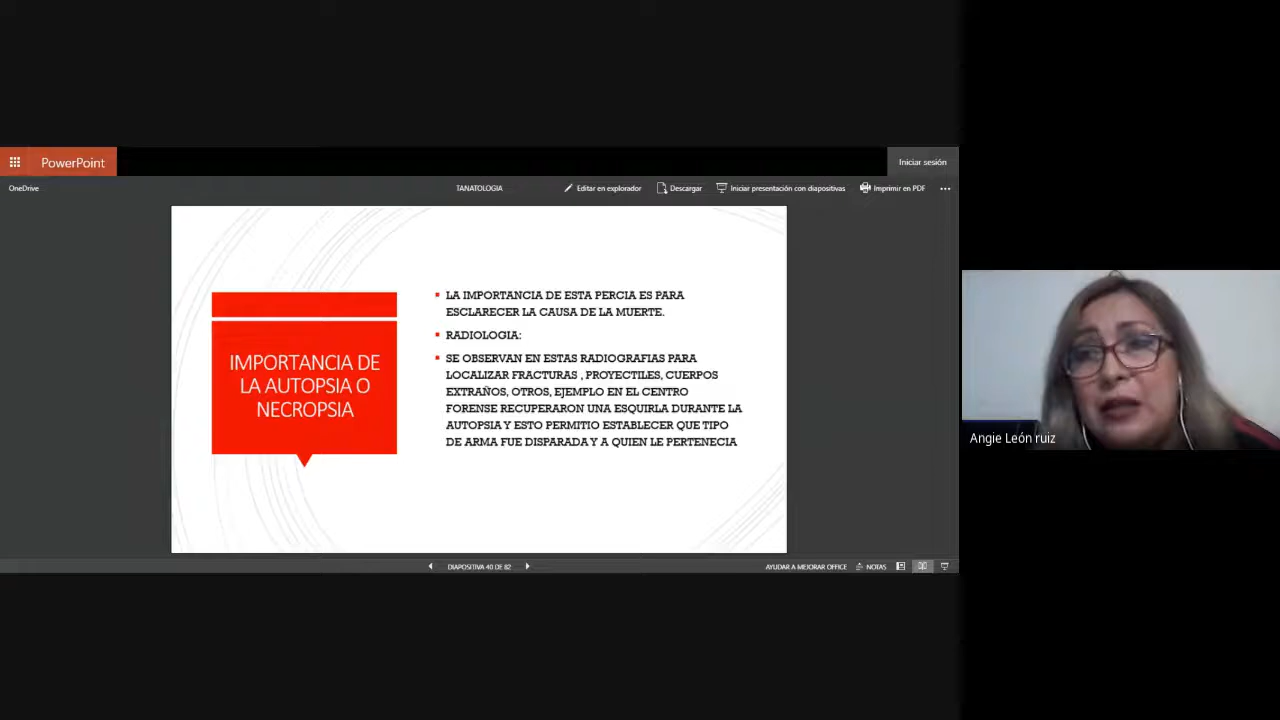 PowerPoint
Iniciar sesión
OneDrive
TANATOLOGIA
Editar en explorador
Descargar
Iniciar presentación con diapositivas
Imprimir en PDF
IMPORTANCIA DE
LA AUTOPSIA O
NECROPSIA
LA IMPORTANCIA DE ESTA PERCIA ES PARA
ESCLARECER LA CAUSA DE LA MUERTE.
RADIOLOGIA:
SE OBSERVAN EN ESTAS RADIOGRAFIAS PARA
LOCALIZAR FRACTURAS , PROYECTILES, CUERPOS
EXTRAÑOS, OTROS, EJEMPLO EN EL CENTRO
FORENSE RECUPERARON UNA ESQUIRLA DURANTE LA
AUTOPSIA Y ESTO PERMITIO ESTABLECER QUE TIPO
DE ARMA FUE DISPARADA Y A QUIEN LE PERTENECIA
Angie León ruiz
DIAPOSITIVA 40 DE 82
AYUDAR A MEJORAR OFFICE
NOTAS